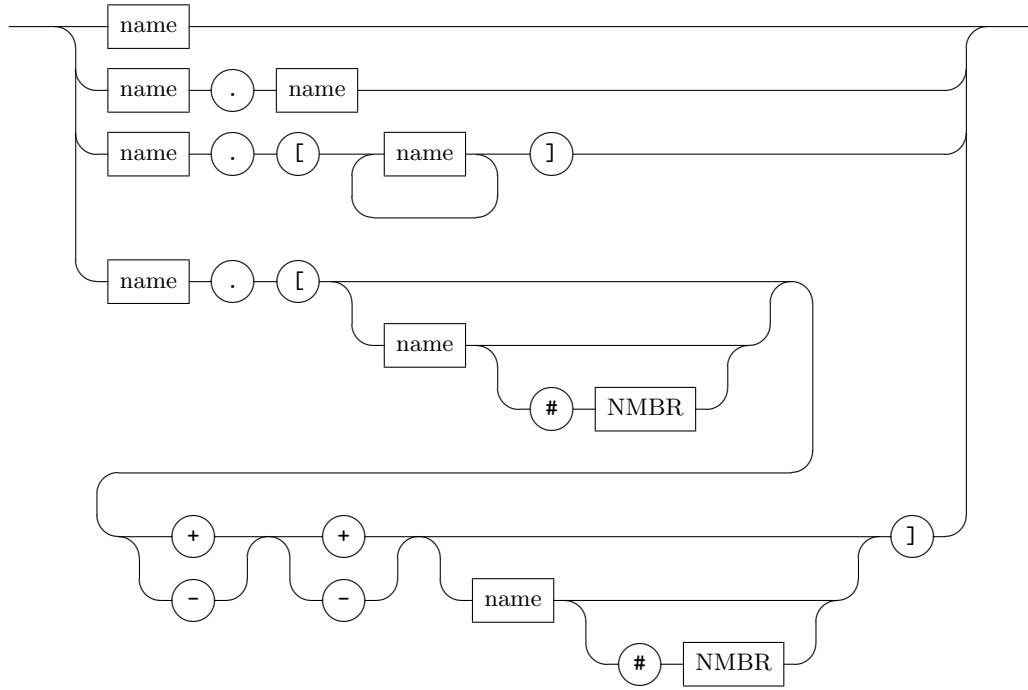 name
name . name
name . [ name ]
name . [
name
# NMBR
+ + ]
- - name
# NMBR